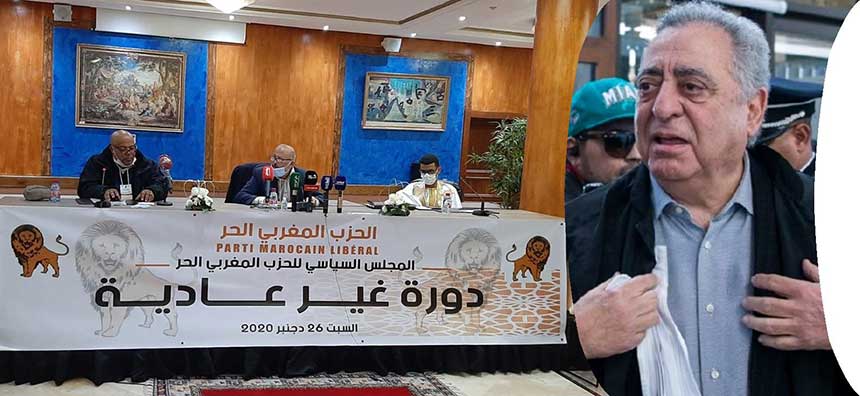 الحزب المغربي الحر
PARTI MAROCAIN LIBÉRAL
المجلس السياسي للحزب المغربي الحر
دورة غير عادية
السبت 26 دجنبر 2020